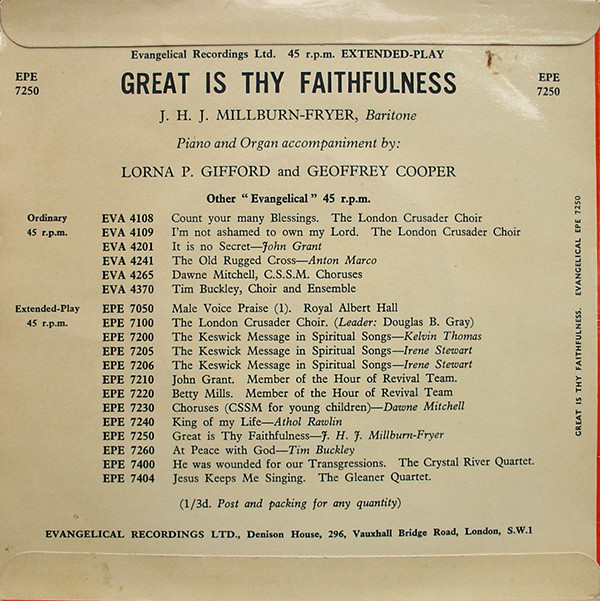 Evangelical Recordings Ltd. 45 r.p.m. EXTENDED-PLAY
EPE 7250
GREAT IS THY FAITHFULNESS
EPE 7250
J. H. J. MILLBURN-FRYER, Baritone
Piano and Organ accompaniment by:
LORNA P. GIFFORD and GEOFFREY COOPER
Other "Evangelical" 45 r.p.m.
Ordinary 45 r.p.m.
EVA 4108 Count your many Blessings. The London Crusader Choir
EVA 4109 I'm not ashamed to own my Lord. The London Crusader Choir
EVA 4201 It is no Secret—John Grant
EVA 4241 The Old Rugged Cross—Anton Marco
EVA 4265 Dawne Mitchell, C.S.S.M. Choruses
EVA 4370 Tim Buckley, Choir and Ensemble
Extended-Play 45 r.p.m.
EPE 7050 Male Voice Praise (1). Royal Albert Hall
EPE 7100 The London Crusader Choir. (Leader: Douglas B. Gray)
EPE 7200 The Keswick Message in Spiritual Songs—Kelvin Thomas
EPE 7205 The Keswick Message in Spiritual Songs—Irene Stewart
EPE 7206 The Keswick Message in Spiritual Songs—Irene Stewart
EPE 7210 John Grant. Member of the Hour of Revival Team.
EPE 7220 Betty Mills. Member of the Hour of Revival Team
EPE 7230 Choruses (CSSM for young children)—Dawne Mitchell
EPE 7240 King of my Life—Athol Rawlin
EPE 7250 Great is Thy Faithfulness—J. H. J. Millburn-Fryer
EPE 7260 At Peace with God—Tim Buckley
EPE 7400 He was wounded for our Transgressions. The Crystal River Quartet.
EPE 7404 Jesus Keeps Me Singing. The Gleaner Quartet.
(1/3d. Post and packing for any quantity)
EVANGELICAL RECORDINGS LTD., Denison House, 296, Vauxhall Bridge Road, London, S.W.1
GREAT IS THY FAITHFULNESS. EVANGELICAL EPE 7250